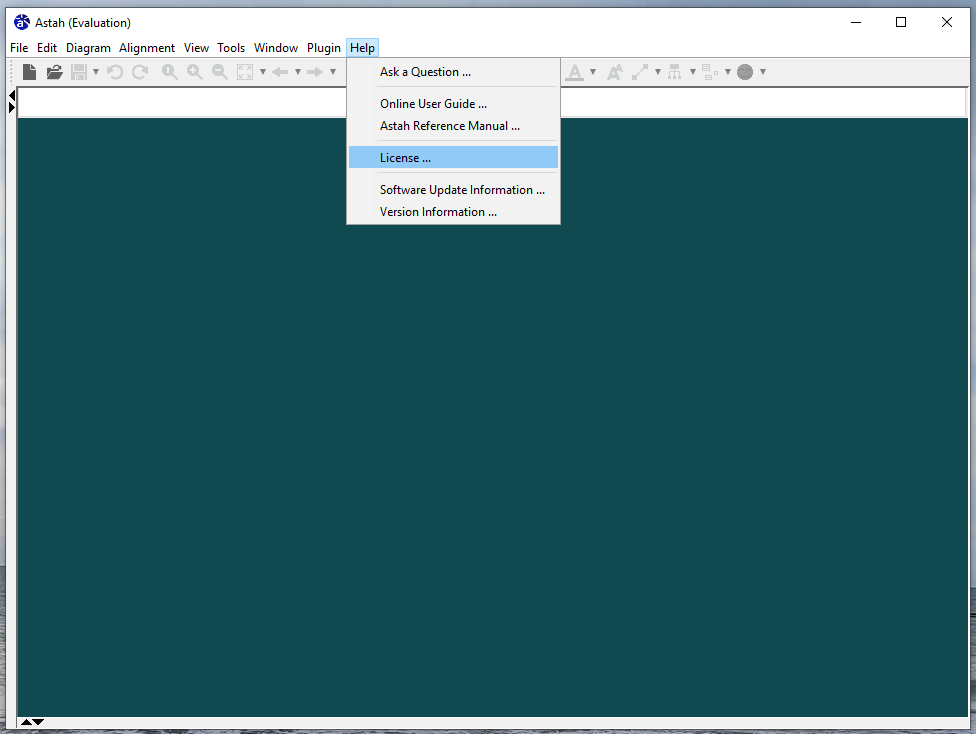 Astah (Evaluation)
File Edit Diagram Alignment View Tools Window Plugin Help
Ask a Question ...
Online User Guide ...
Astah Reference Manual ...
License ...
Software Update Information ...
Version Information ...